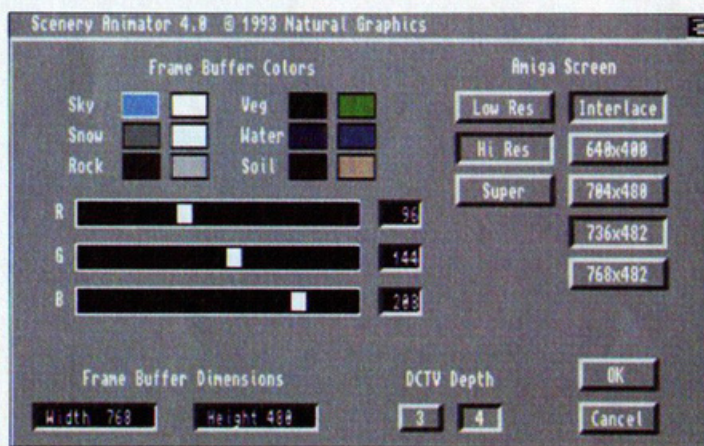 Scenery Animator 4.0 © 1993 Natural Graphics
Frame Buffer Colors
Sky
Veg
Snow
Water
Rock
Soil
R 96
G 144
B 208
Amiga Screen
Low Res
Interlace
Hi Res
640x400
Super
704x480
736x482
768x482
Frame Buffer Dimensions
Width 768
Height 480
DCTV Depth
3
4
OK
Cancel